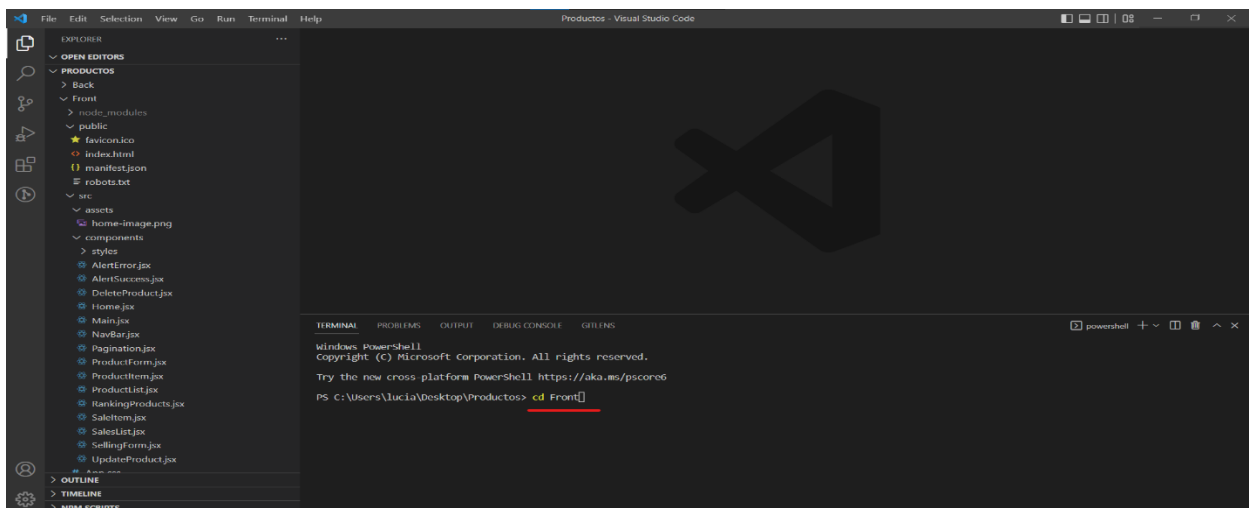 File Edit Selection View Go Run Terminal Help Productos - Visual Studio Code
EXPLORER ...
OPEN EDITORS
PRODUCTOS
Back
Front
node_modules
public
favicon.ico
index.html
manifest.json
robots.txt
src
assets
home-image.png
components
styles
AlertError.jsx
AlertSuccess.jsx
DeleteProduct.jsx
Home.jsx
Main.jsx
NavBar.jsx
Pagination.jsx
ProductForm.jsx
ProductItem.jsx
ProductList.jsx
RankingProducts.jsx
SaleItem.jsx
SalesList.jsx
SellingForm.jsx
UpdateProduct.jsx
App.css
OUTLINE
TIMELINE
NPM SCRIPTS
TERMINAL PROBLEMS OUTPUT DEBUG CONSOLE GITLENS powershell
Windows PowerShell
Copyright (C) Microsoft Corporation. All rights reserved.
Try the new cross-platform PowerShell https://aka.ms/pscore6
PS C:\Users\lucia\Desktop\Productos> cd Front